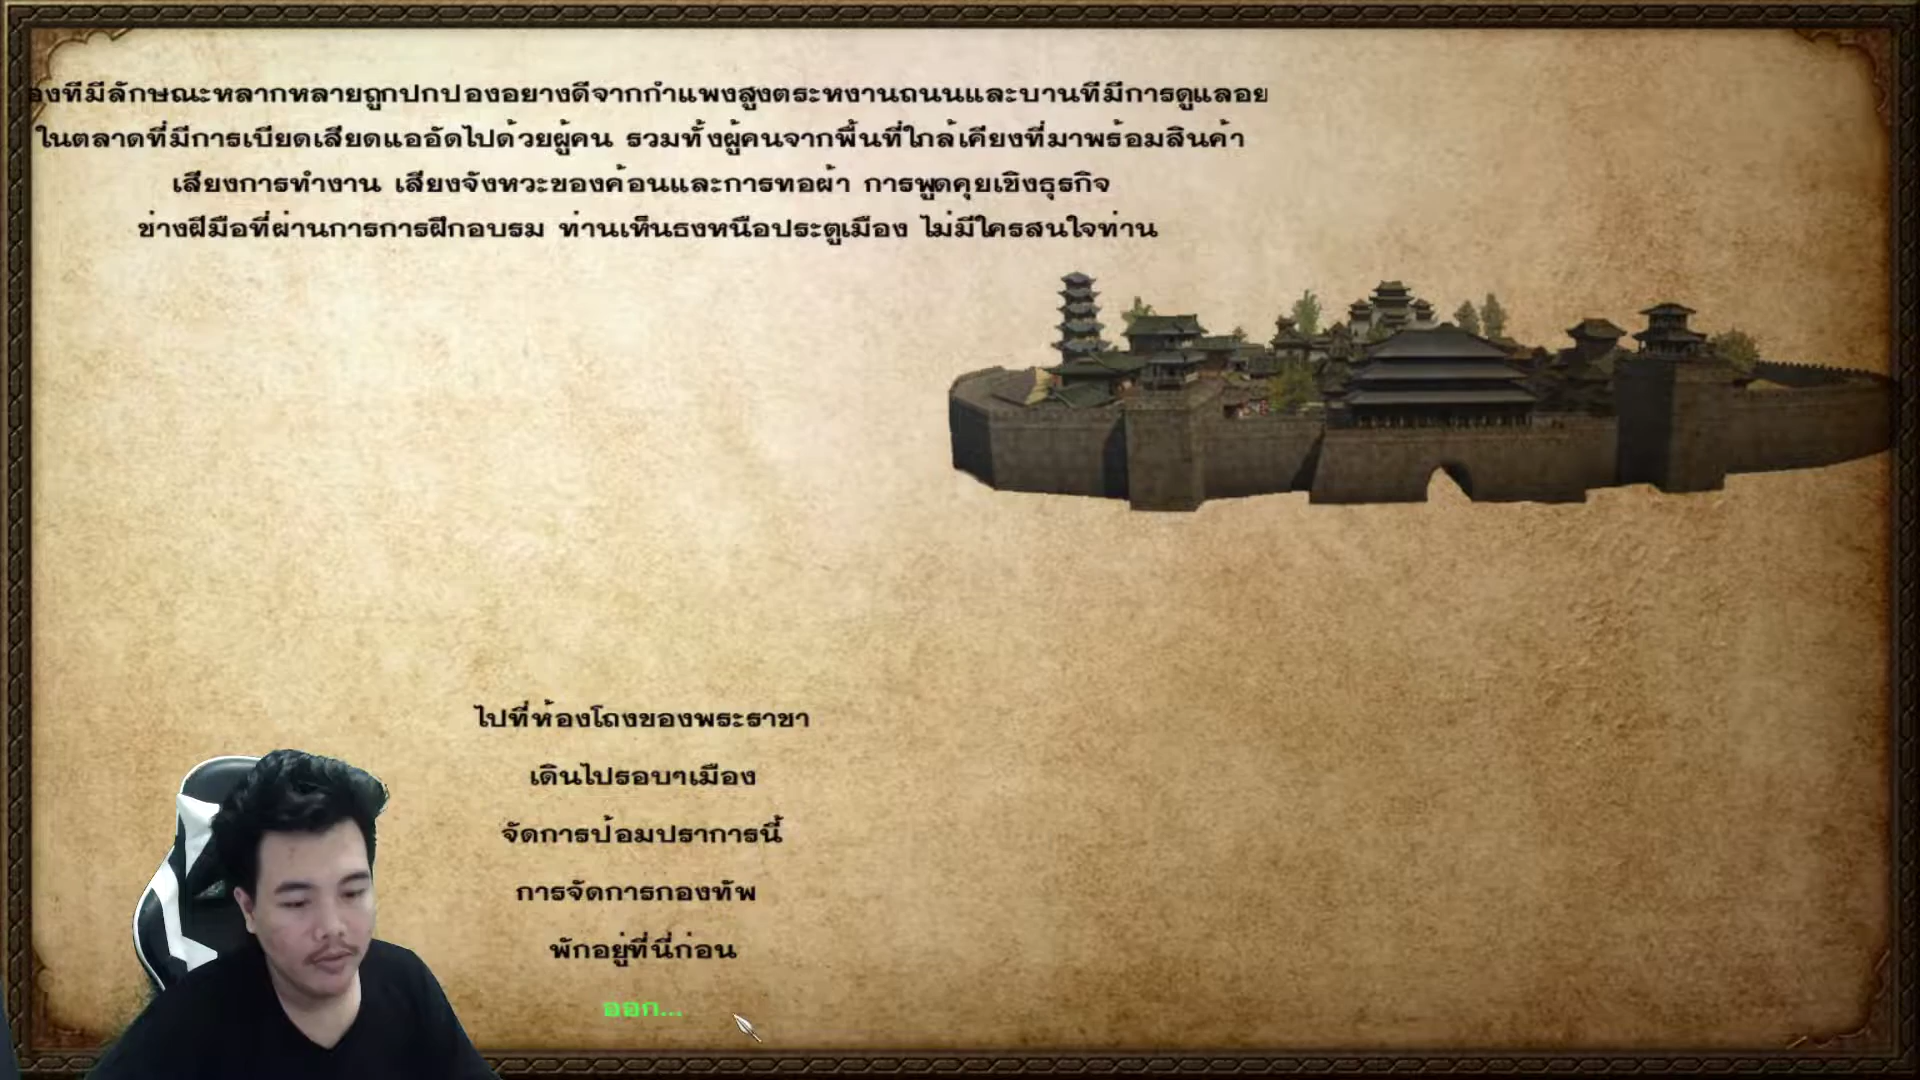 องที่มีลักษณะหลากหลายถูกปกป้องอย่างดีจากกำแพงสูงตระหง่านถนนและบ้านที่มีการดูแลอย
ในตลาดที่มีการเบียดเสียดแออัดไปด้วยผู้คน รวมทั้งผู้คนจากพื้นที่ใกล้เคียงที่มาพร้อมสินค้า
เสียงการทำงาน เสียงจังหวะของค้อนและการทอผ้า การพูดคุยเชิงธุรกิจ
ช่างฝีมือที่ผ่านการการฝึกอบรม ท่านเห็นธงหนือประตูเมือง ไม่มีใครสนใจท่าน
ไปที่ห้องโถงของพระราชา
เดินไปรอบๆเมือง
จัดการป้อมปราการนี้
การจัดการกองทัพ
พักอยู่ที่นี่ก่อน
ออก...